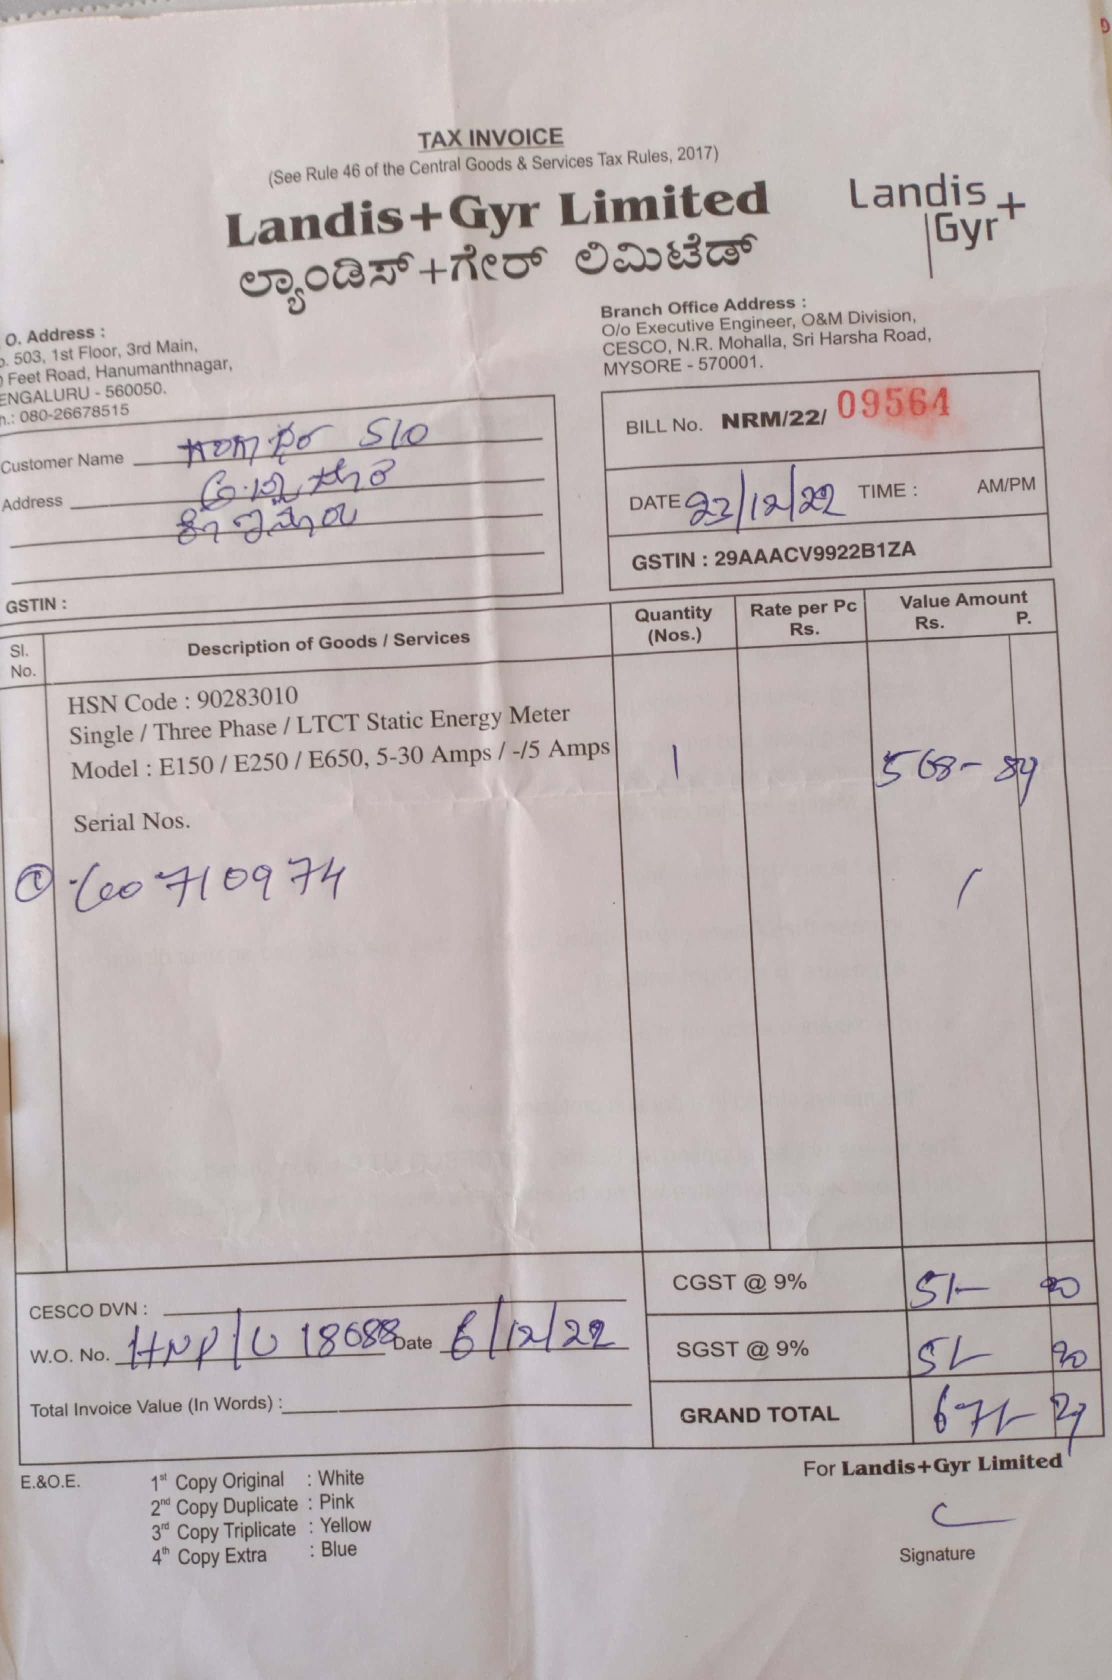 TAX INVOICE
(See Rule 46 of the Central Goods & Services Tax Rules, 2017)
Landis+Gyr Limited
ಲ್ಯಾಂಡಿಸ್+ಗೇರ್ ಲಿಮಿಟೆಡ್
Landis
Gyr+
O. Address :
503, 1st Floor, 3rd Main,
Feet Road, Hanumanthnagar,
ENGALURU - 560050.
n.: 080-26678515
Branch Office Address :
O/o Executive Engineer, O&M Division,
CESCO, N.R. Mohalla, Sri Harsha Road,
MYSORE - 570001.
Customer Name S/O
Address
GSTIN :
BILL No. NRM/22/ 09564
DATE 23/12/22 TIME : AM/PM
GSTIN : 29AAACV9922B1ZA
Sl. No. Description of Goods / Services Quantity (Nos.) Rate per Pc Rs. Value Amount Rs. P.
HSN Code : 90283010
Single / Three Phase / LTCT Static Energy Meter
Model : E150 / E250 / E650, 5-30 Amps / -/5 Amps 1 568- 84
Serial Nos.
710974
CGST @ 9% 51- 20
CESCO DVN :
W.O. No. 18688 Date 6/12/22
SGST @ 9% 51- 20
Total Invoice Value (In Words) :
GRAND TOTAL 671-
E.&O.E.
1st Copy Original : White
2nd Copy Duplicate : Pink
3rd Copy Triplicate : Yellow
4th Copy Extra : Blue
For Landis+Gyr Limited
Signature